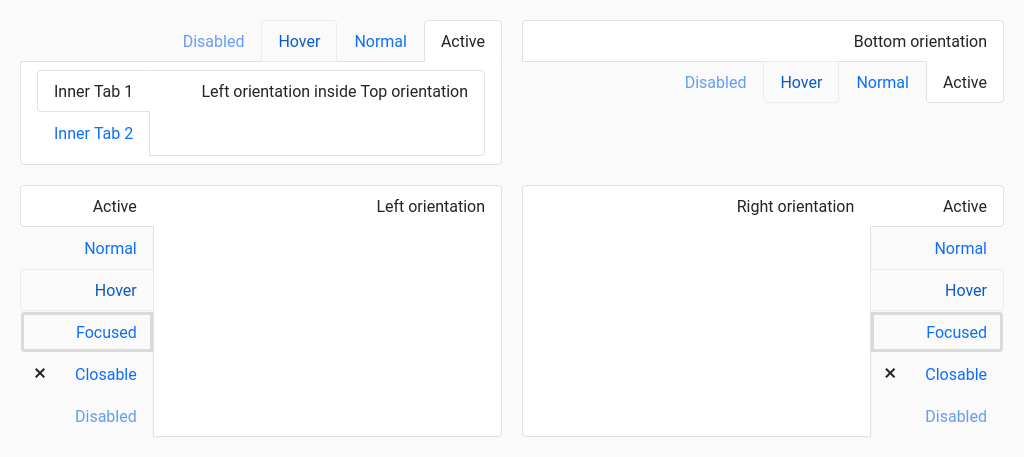 Disabled Hover Normal Active
Inner Tab 1 Left orientation inside Top orientation
Inner Tab 2
Bottom orientation
Disabled Hover Normal Active
Active Left orientation
Normal
Hover
Focused
✕ Closable
Disabled
Right orientation Active
Normal
Hover
Focused
✕ Closable
Disabled